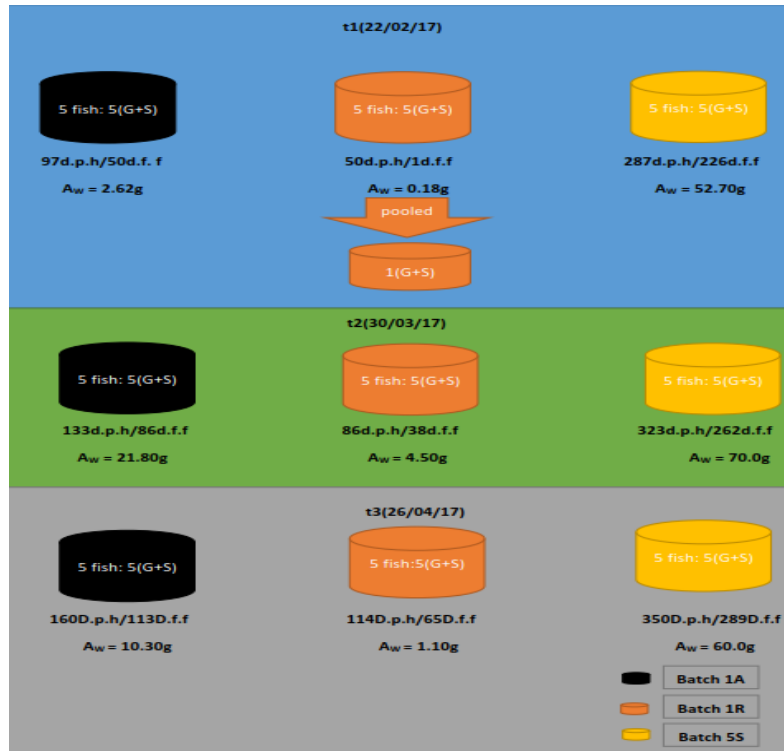 t1(22/02/17)
5 fish: 5(G+S) 5 fish: 5(G+S) 5 fish: 5(G+S)
97d.p.h/50d.f. f 50d.p.h/1d.f.f 287d.p.h/226d.f.f
Aw = 2.62g Aw = 0.18g Aw = 52.70g
pooled
1(G+S)
t2(30/03/17)
5 fish: 5(G+S) 5 fish: 5(G+S) 5 fish: 5(G+S)
133d.p.h/86d.f.f 86d.p.h/38d.f.f 323d.p.h/262d.f.f
Aw = 21.80g Aw = 4.50g Aw = 70.0g
t3(26/04/17)
5 fish: 5(G+S) 5 fish:5(G+S) 5 fish: 5(G+S)
160D.p.h/113D.f.f 114D.p.h/65D.f.f 350D.p.h/289D.f.f
Aw = 10.30g Aw = 1.10g Aw = 60.0g
Batch 1A
Batch 1R
Batch 5S